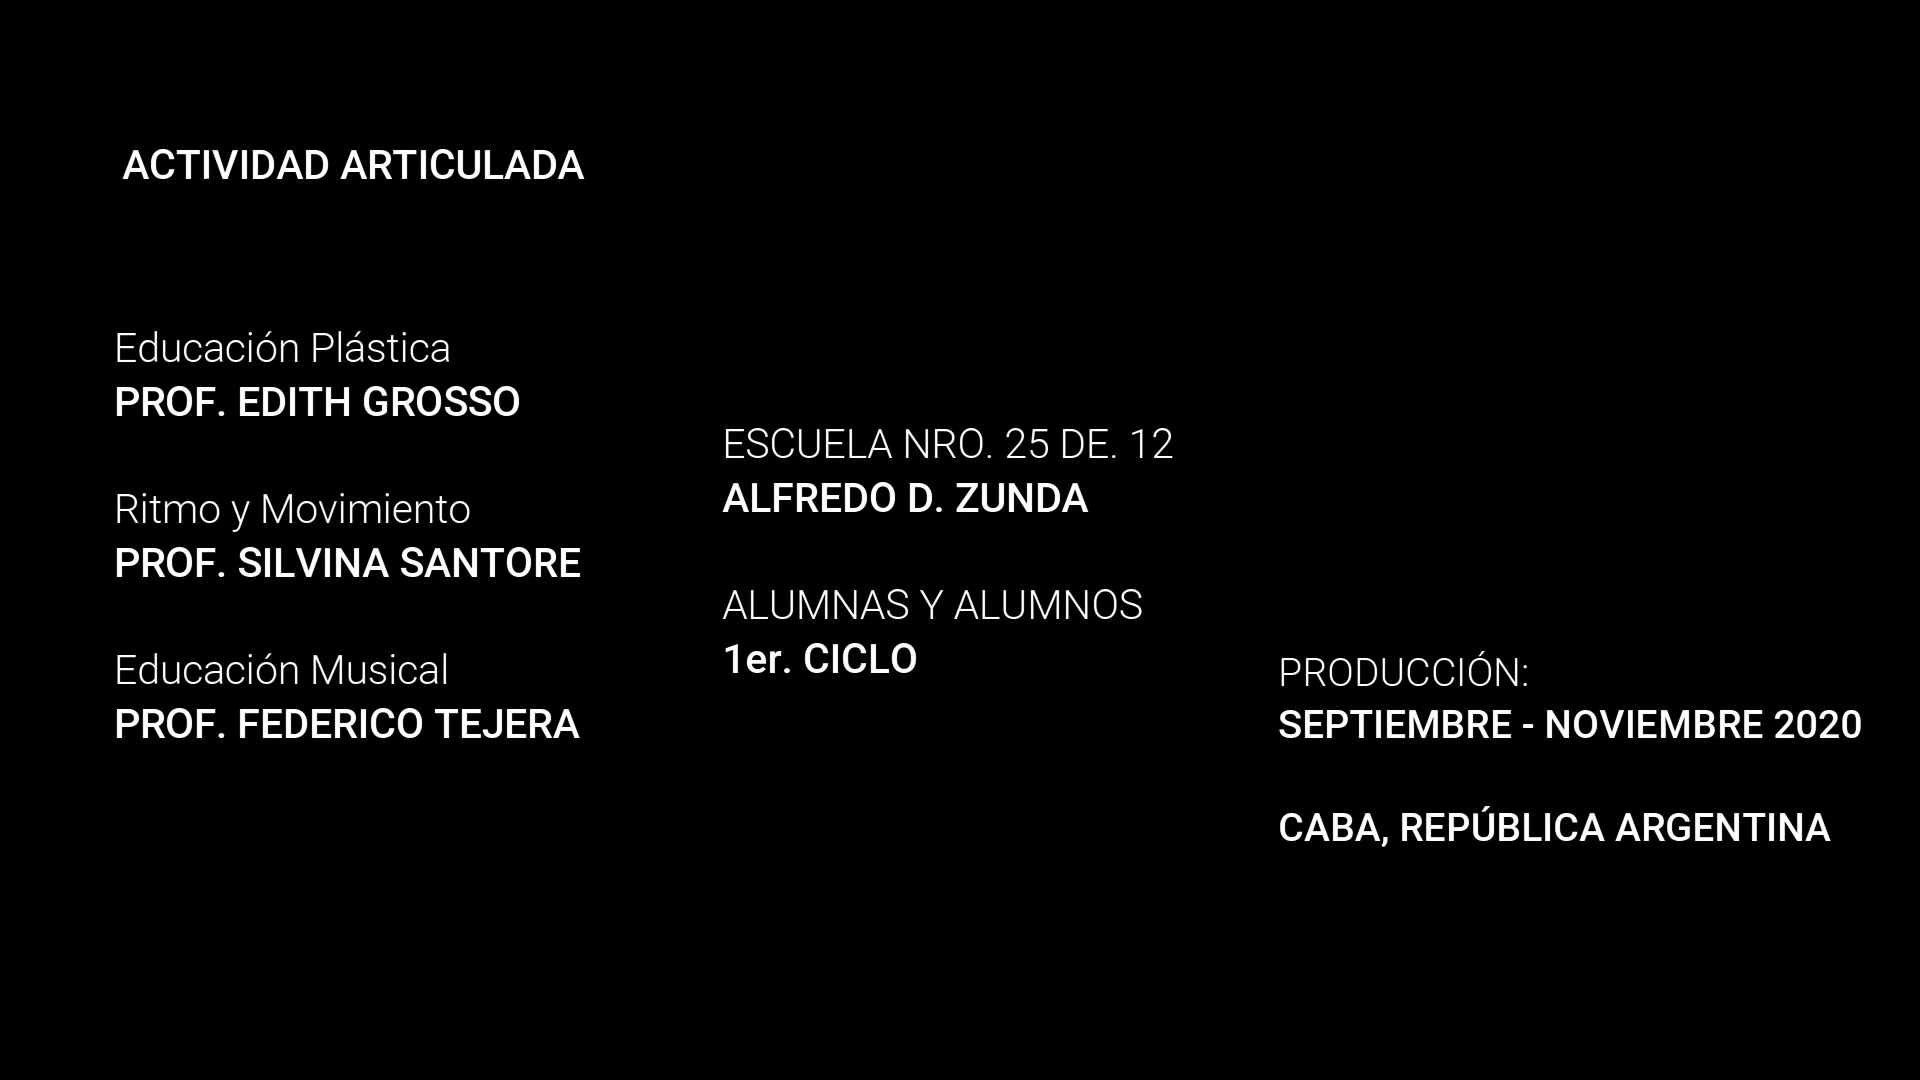 ACTIVIDAD ARTICULADA
Educación Plástica
PROF. EDITH GROSSO
Ritmo y Movimiento
PROF. SILVINA SANTORE
Educación Musical
PROF. FEDERICO TEJERA
ESCUELA NRO. 25 DE. 12
ALFREDO D. ZUNDA
ALUMNAS Y ALUMNOS
1er. CICLO
PRODUCCIÓN:
SEPTIEMBRE - NOVIEMBRE 2020
CABA, REPÚBLICA ARGENTINA